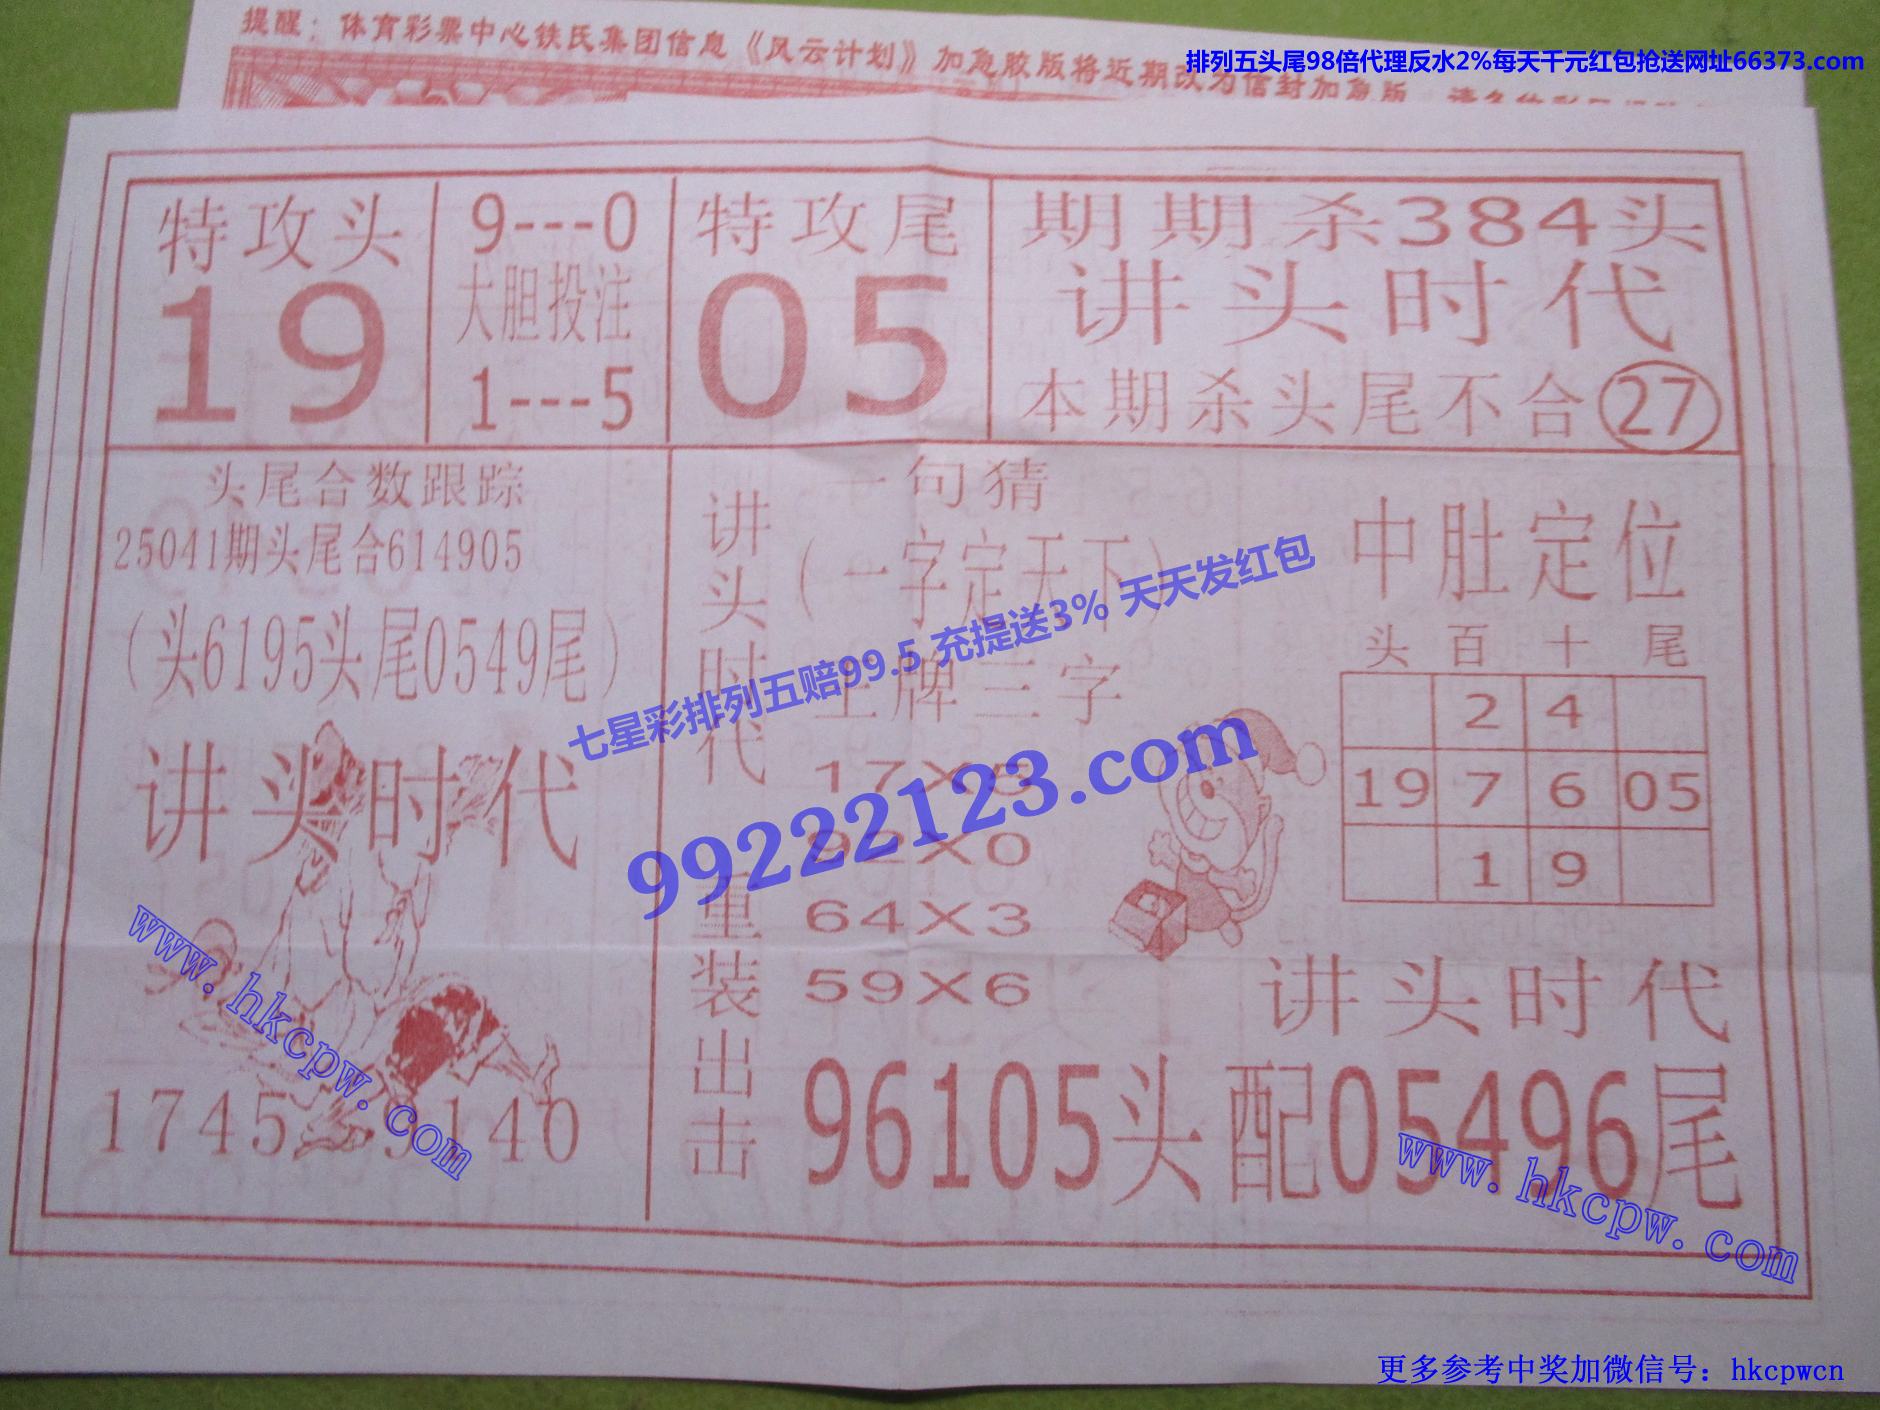 提醒：体育彩票中心铁氏集团信息《风云计划》加急胶版将近期改为信封加急版
排列五头尾98倍代理反水2%每天千元红包抢送网址66373.com
特攻头
19
9---0
大胆投注
1---5
特攻尾
05
期期杀384头
讲头时代
本期杀头尾不合27
头尾合数跟踪
25041期头尾合614905
（头6195头尾0549尾）
讲头时代
1745 9140
讲头时代
重装出击
一句猜
（一字定天下）
王牌三字
17X5
92X0
64X3
59X6
中肚定位
头 百 十 尾
2 4
19 7 6 05
1 9
讲头时代
96105头配05496尾
七星彩排列五赔99.5 充提送3% 天天发红包
99222123.com
www.hkcpw.com
www.hkcpw.com
更多参考中奖加微信号：hkcpwcn